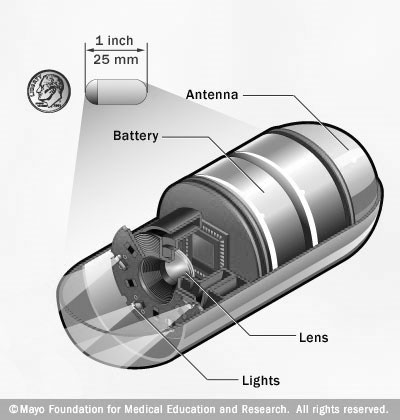 1 inch
25 mm
Antenna
Battery
Lens
Lights
©Mayo Foundation for Medical Education and Research. All rights reserved.